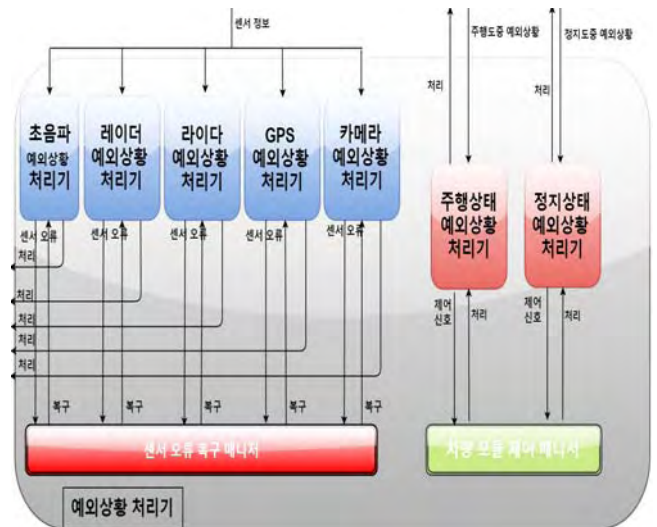 센서 정보
주행도중 예외상황
정지도중 예외상황
처리
처리
초음파
예외상황
처리기
레이더
예외상황
처리기
라이다
예외상황
처리기
GPS
예외상황
처리기
카메라
예외상황
처리기
주행상태
예외상황
처리기
정지상태
예외상황
처리기
센서 오류
센서 오류
센서 오류
센서 오류
센서 오류
처리
처리
처리
처리
처리
제어
신호
처리
제어
신호
처리
복구
복구
복구
복구
복구
센서 오류 복구 매니저
차량 모듈 제어 매니저
예외상황 처리기